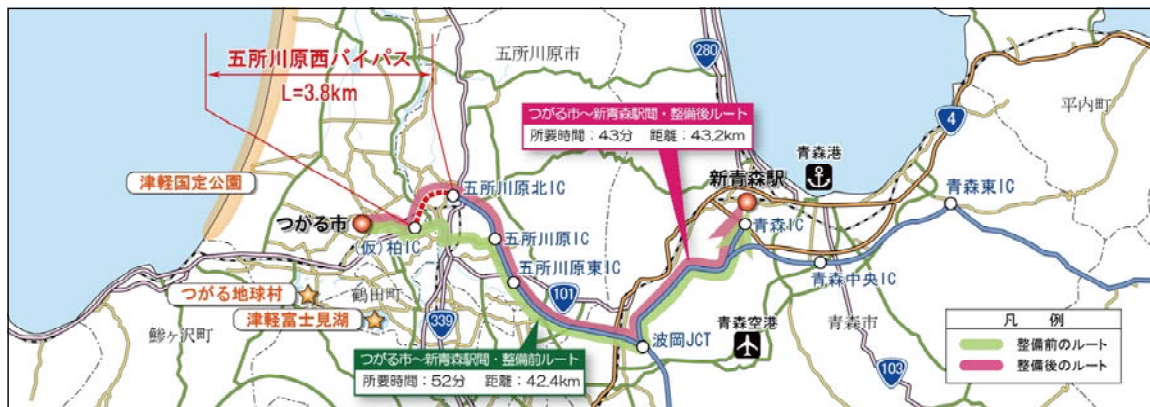 五所川原西バイパス
L=3.8km
五所川原市
280
つがる市～新青森駅間・整備後ルート
所要時間：43分　距離：43.2km
平内町
4
青森港
新青森駅
青森東IC
津軽国定公園
五所川原北IC
つがる市
(仮)柏IC
五所川原IC
青森IC
五所川原東IC
青森中央IC
つがる地球村
鶴田町
101
津軽富士見湖
339
鰺ヶ沢町
波岡JCT
青森空港
青森市
103
つがる市～新青森駅間・整備前ルート
所要時間：52分　距離：42.4km
凡　例
整備前のルート
整備後のルート